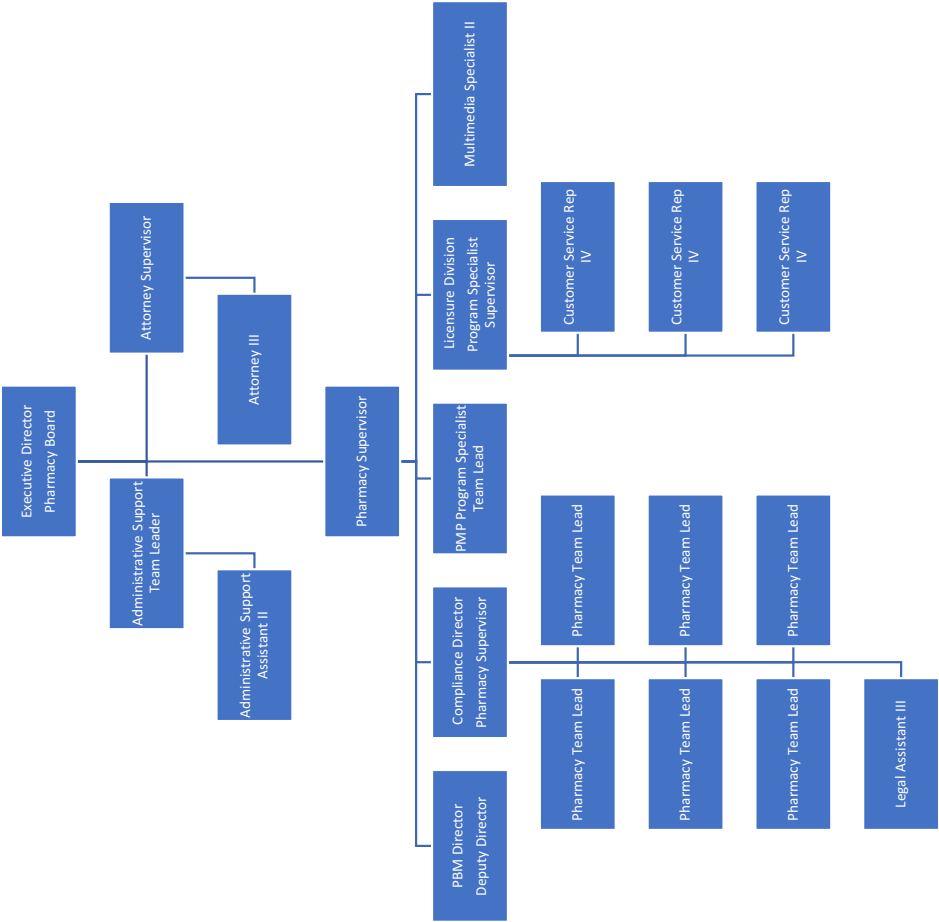 Executive Director
Pharmacy Board
Administrative Support
Team Leader
Attorney Supervisor
Administrative Support
Assistant II
Attorney III
Pharmacy Supervisor
PBM Director
Deputy Director
Compliance Director
Pharmacy Supervisor
PMP Program Specialist
Team Lead
Licensure Division
Program Specialist
Supervisor
Multimedia Specialist II
Pharmacy Team Lead
Pharmacy Team Lead
Customer Service Rep
IV
Pharmacy Team Lead
Pharmacy Team Lead
Customer Service Rep
IV
Pharmacy Team Lead
Pharmacy Team Lead
Customer Service Rep
IV
Legal Assistant III